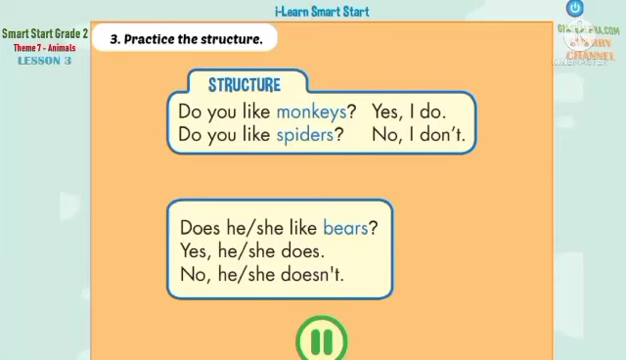 i-Learn Smart Start
Smart Start Grade 2
Theme 7 - Animals
LESSON 3
3. Practice the structure.
STRUCTURE
Do you like monkeys? Yes, I do.
Do you like spiders? No, I don't.
Does he/she like bears?
Yes, he/she does.
No, he/she doesn't.
CHANNEL